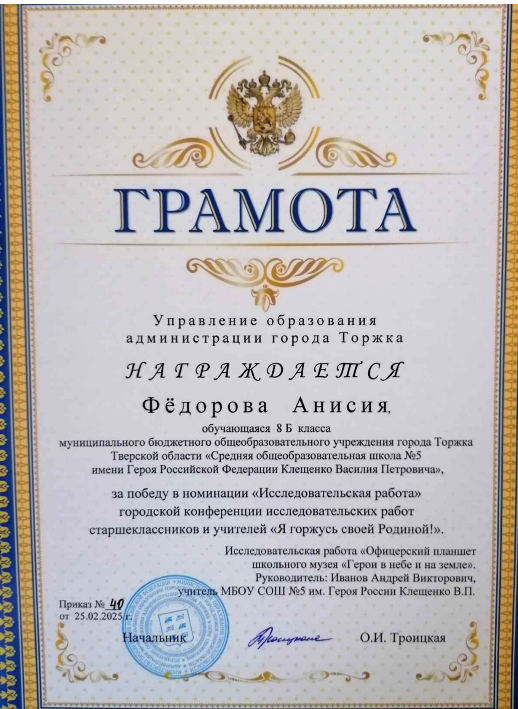 ГРАМОТА
Управление образования
администрации города Торжка
НАГРАЖДАЕТСЯ
Фёдорова Анисия,
обучающаяся 8 Б класса
муниципального бюджетного общеобразовательного учреждения города Торжка
Тверской области «Средняя общеобразовательная школа №5
имени Героя Российской Федерации Клещенко Василия Петровича»,
за победу в номинации «Исследовательская работа»
городской конференции исследовательских работ
старшеклассников и учителей «Я горжусь своей Родиной!».
Исследовательская работа «Офицерский планшет
школьного музея «Герои в небе и на земле».
Руководитель: Иванов Андрей Викторович,
учитель МБОУ СОШ №5 им. Героя России Клещенко В.П.
Приказ № 40
от 25.02.2025 г.
Начальник О.И. Троицкая